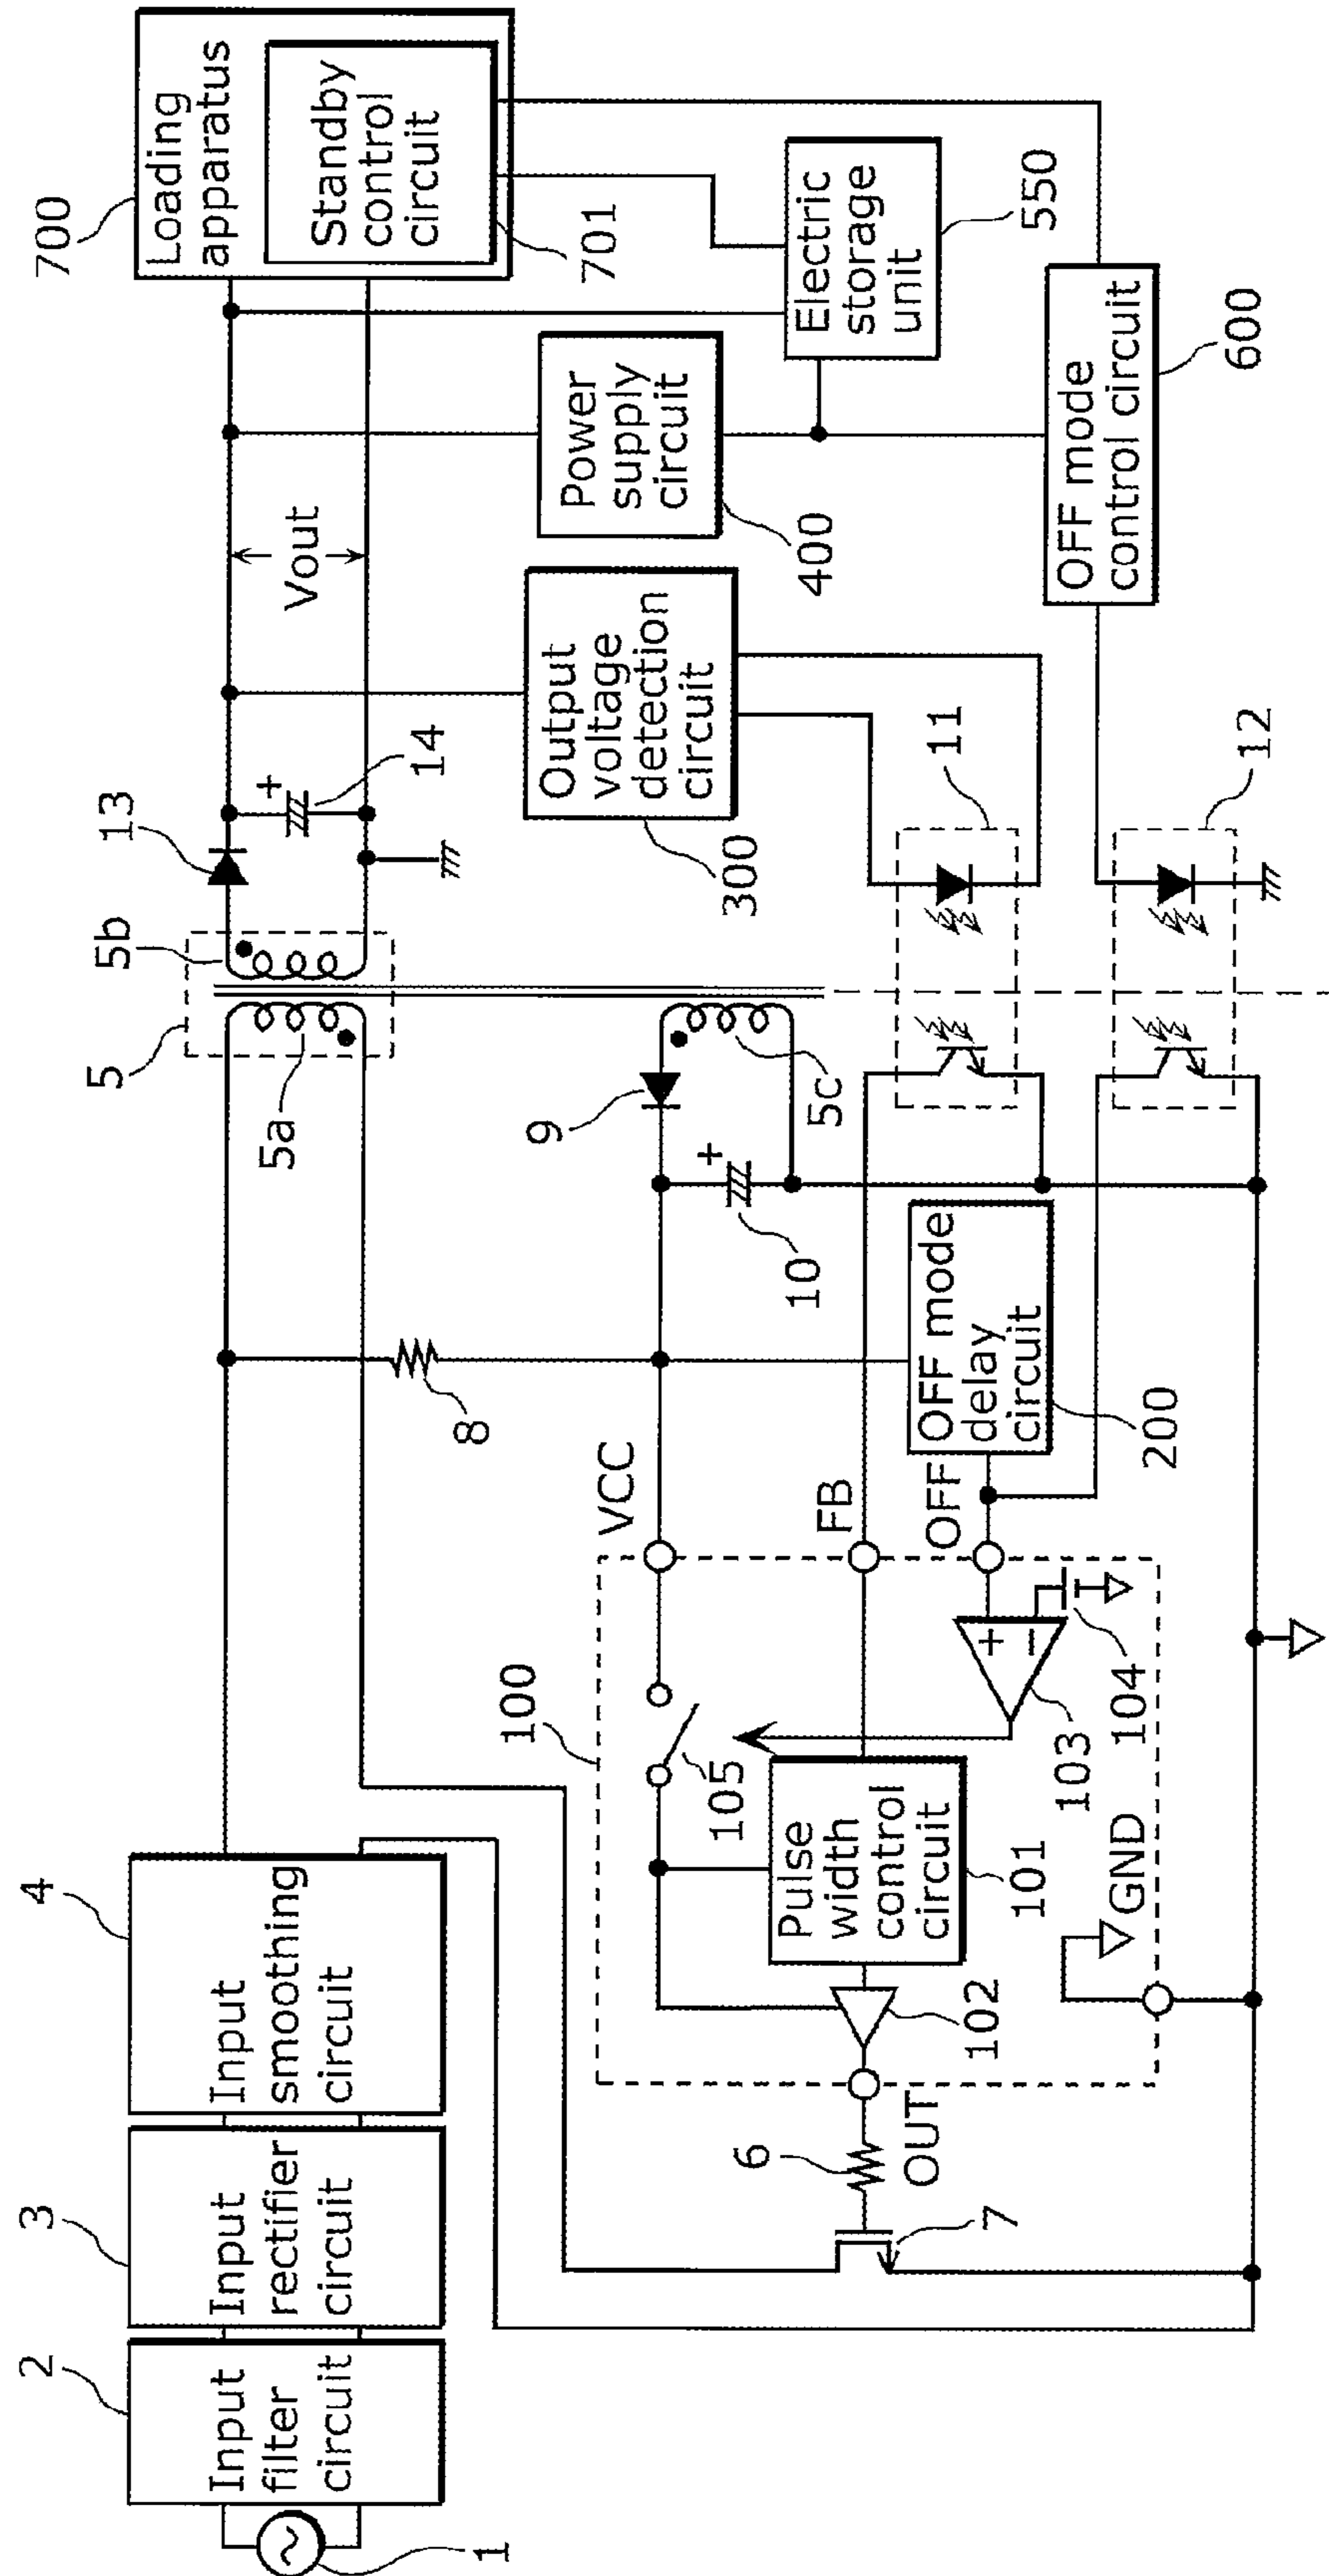 1
2
Input
filter
circuit
3
Input
rectifier
circuit
4
Input
smoothing
circuit
5
5a
5b
5c
13
+
14
Vout
700
Loading
apparatus
Standby
control
circuit
701
8
9
+
10
300
Output
voltage
detection
circuit
400
Power
supply
circuit
Electric
storage
unit
550
100
VCC
105
FB
OFF
OFF mode
delay
circuit
200
11
12
OFF mode
control circuit
600
Pulse
width
control
circuit
101
102
+
−
103
104
GND
OUT
6
7